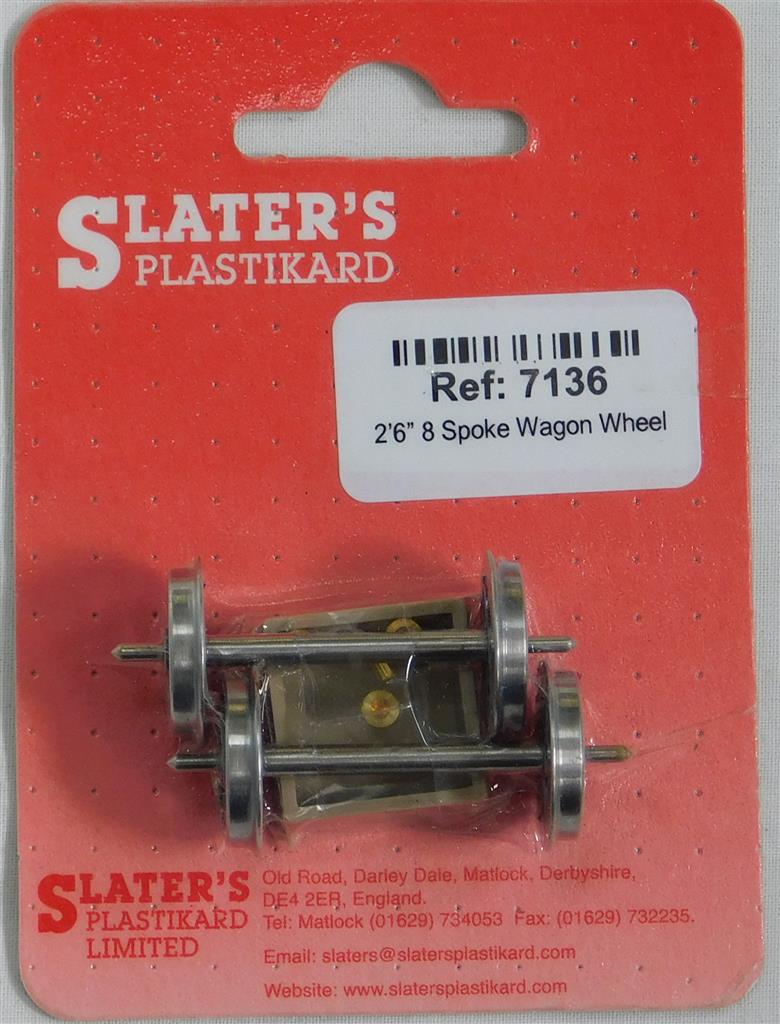 SLATER'S
PLASTIKARD
Ref: 7136
2'6" 8 Spoke Wagon Wheel
SLATER'S
PLASTIKARD
LIMITED
Old Road, Darley Dale, Matlock, Derbyshire,
DE4 2ER, England.
Tel: Matlock (01629) 734053 Fax: (01629) 732235.
Email: slaters@slatersplastikard.com
Website: www.slatersplastikard.com